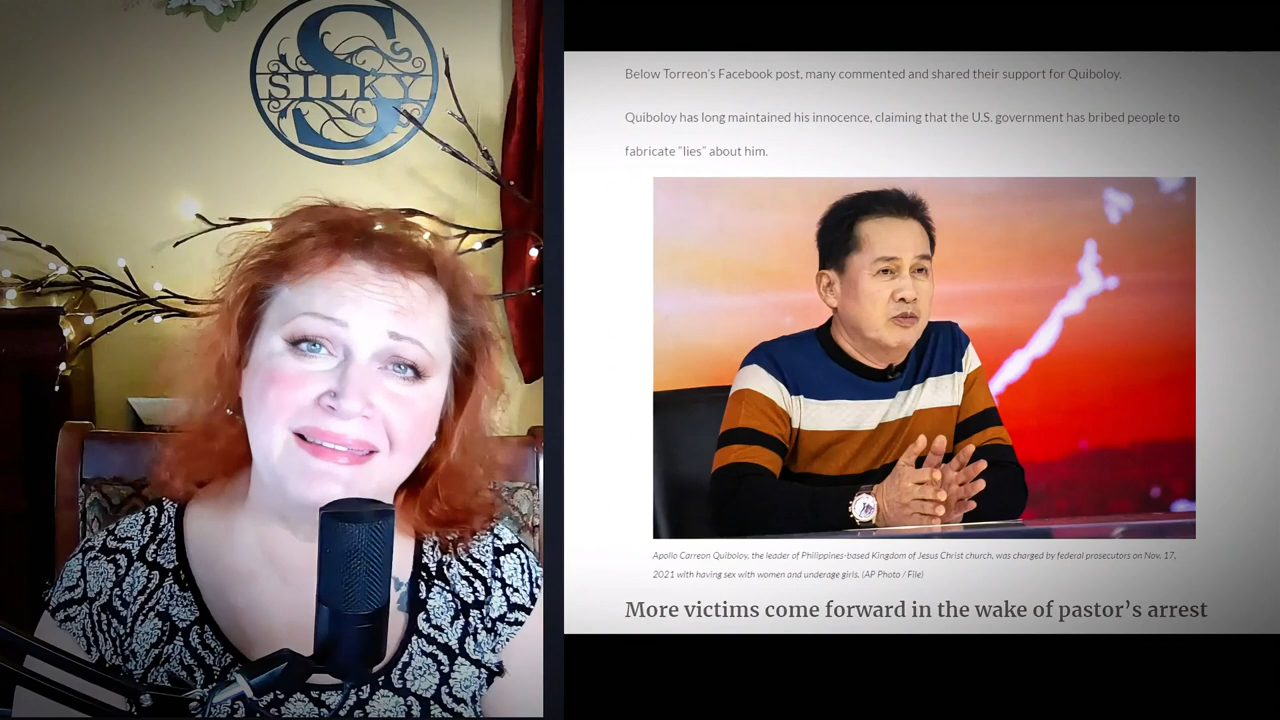 S
SILKY
Below Torreon's Facebook post, many commented and shared their support for Quiboloy.
Quiboloy has long maintained his innocence, claiming that the U.S. government has bribed people to
fabricate "lies" about him.
Apollo Carreon Quiboloy, the leader of Philippines-based Kingdom of Jesus Christ church, was charged by federal prosecutors on Nov. 17,
2021 with having sex with women and underage girls. (AP Photo / File)
More victims come forward in the wake of pastor's arrest